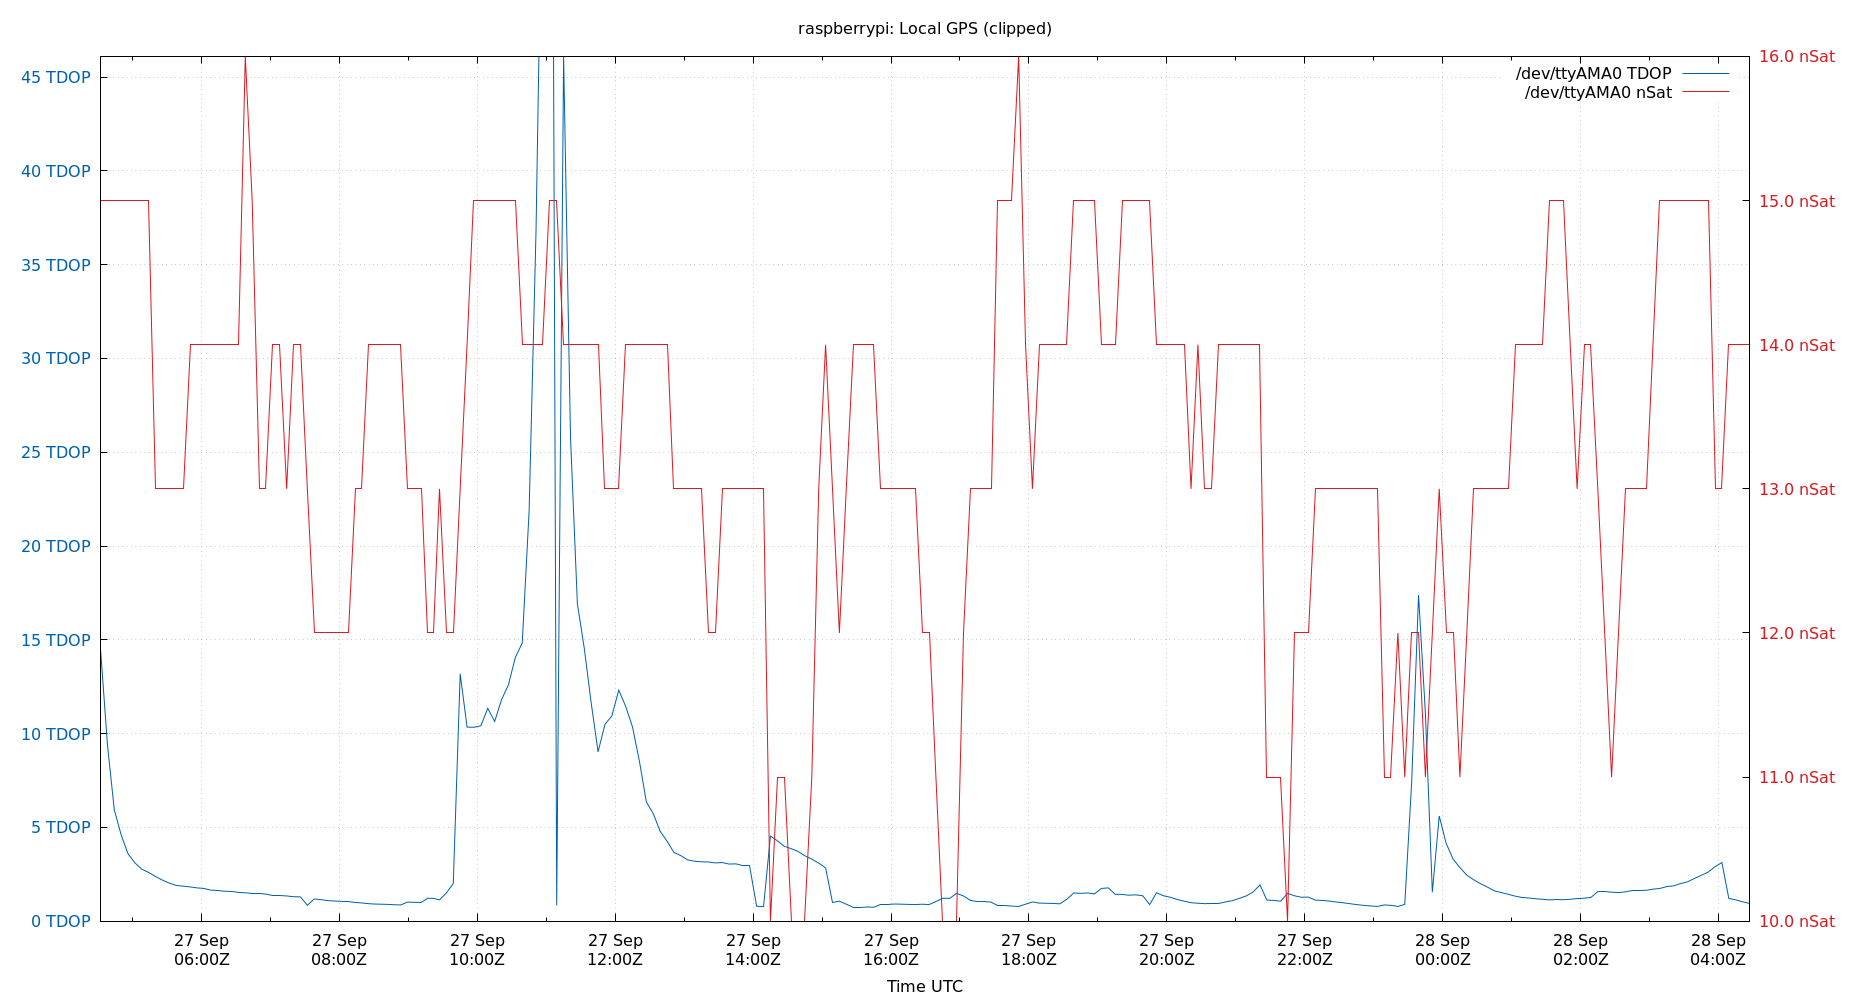 raspberrypi: Local GPS (clipped)
/dev/ttyAMA0 TDOP
/dev/ttyAMA0 nSat
45 TDOP
40 TDOP
35 TDOP
30 TDOP
25 TDOP
20 TDOP
15 TDOP
10 TDOP
5 TDOP
0 TDOP
16.0 nSat
15.0 nSat
14.0 nSat
13.0 nSat
12.0 nSat
11.0 nSat
10.0 nSat
27 Sep
06:00Z
27 Sep
08:00Z
27 Sep
10:00Z
27 Sep
12:00Z
27 Sep
14:00Z
27 Sep
16:00Z
27 Sep
18:00Z
27 Sep
20:00Z
27 Sep
22:00Z
28 Sep
00:00Z
28 Sep
02:00Z
28 Sep
04:00Z
Time UTC